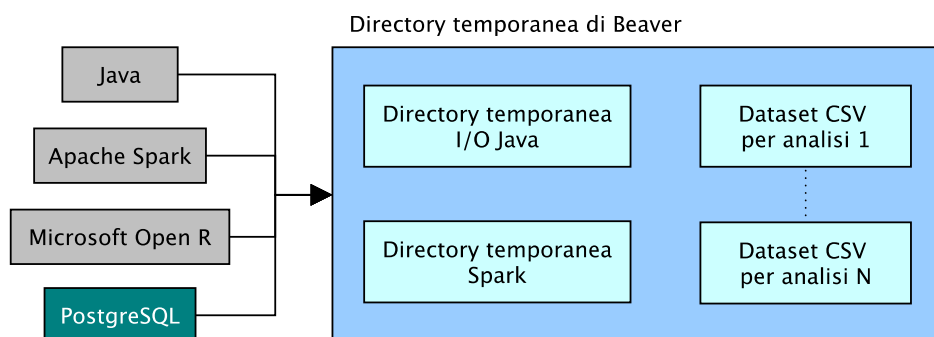 Directory temporanea di Beaver
Java
Apache Spark
Microsoft Open R
PostgreSQL
Directory temporanea
I/O Java
Dataset CSV
per analisi 1
Directory temporanea
Spark
Dataset CSV
per analisi N